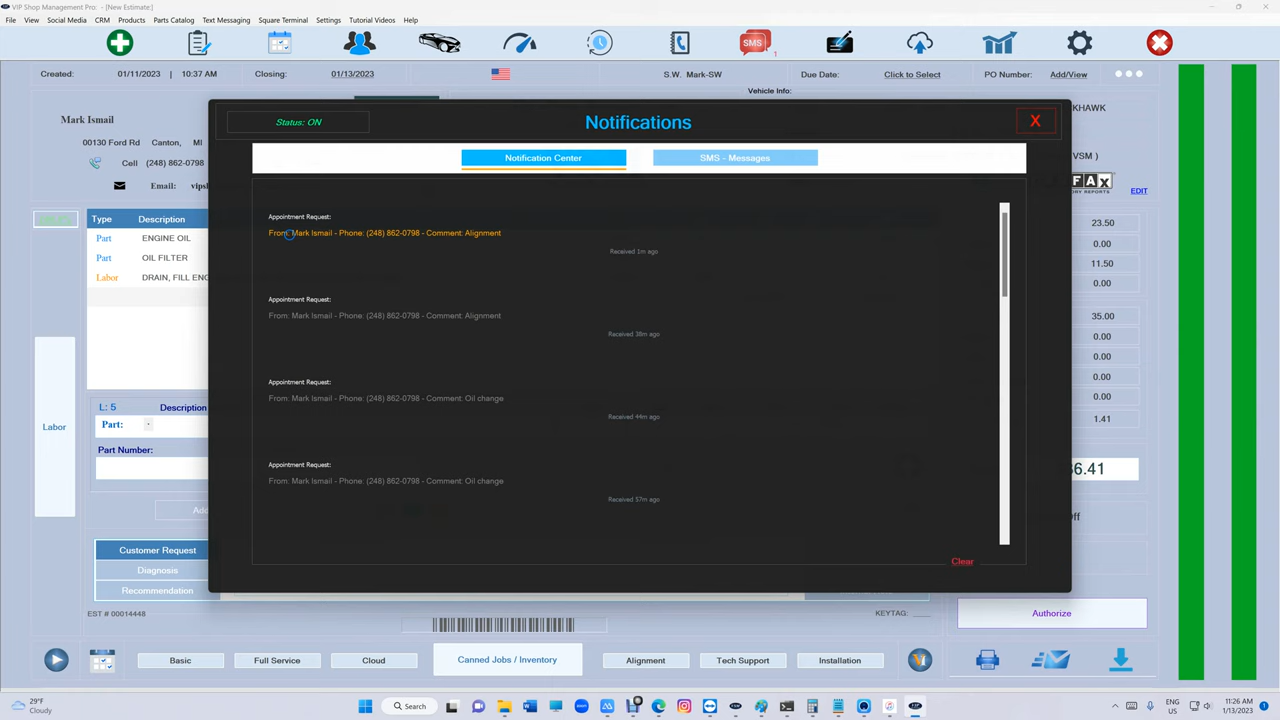 VIP Shop Management Pro: - [New Estimate:]
File View Social Media CRM Products Parts Catalog Text Messaging Square Terminal Settings Tutorial Videos Help
SMS 1
Created: 01/11/2023 | 10:37 AM Closing: 01/13/2023 S.W. Mark-SW Due Date: Click to Select PO Number: Add/View
Vehicle Info:
Mark Ismail
00130 Ford Rd Canton, MI
Cell (248) 862-0798
Email:
EDIT
Status: ON
Notifications
X
Notification Center
SMS - Messages
Appointment Request:
From: Mark Ismail - Phone: (248) 862-0798 - Comment: Alignment
Received 1m ago
Appointment Request:
From: Mark Ismail - Phone: (248) 862-0798 - Comment: Alignment
Received 38m ago
Appointment Request:
From: Mark Ismail - Phone: (248) 862-0798 - Comment: Oil change
Received 44m ago
Appointment Request:
From: Mark Ismail - Phone: (248) 862-0798 - Comment: Oil change
Received 57m ago
Clear
Type Description
Part ENGINE OIL
Part OIL FILTER
Labor DRAIN, FILL
Labor
L: 5 Description
Part:
Part Number:
Customer Request
Diagnosis
Recommendation
23.50
0.00
11.50
0.00
35.00
0.00
0.00
0.00
0.00
1.41
6.41
EST # 00014448
KEYTAG: ___
Authorize
Basic
Full Service
Cloud
Canned Jobs / Inventory
Alignment
Tech Support
Installation
29°F
Cloudy
Search
ENG
US
11:26 AM
1/13/2023